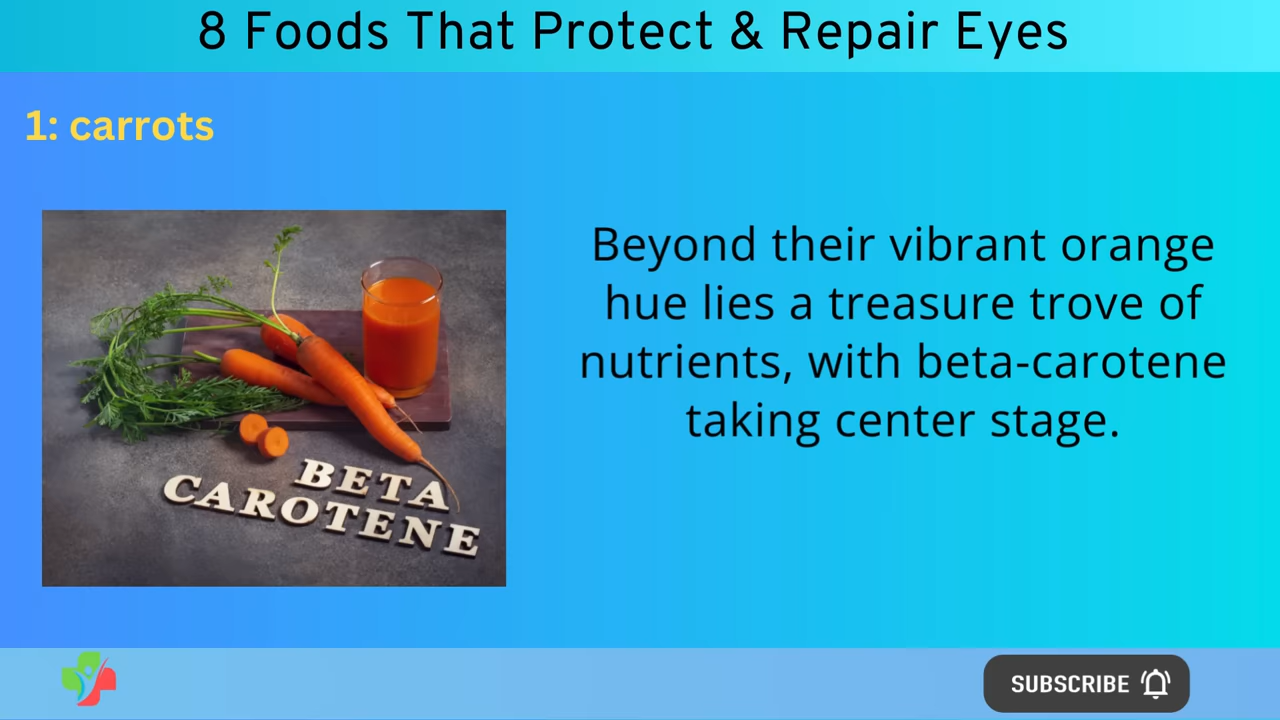 8 Foods That Protect & Repair Eyes
1: carrots
BETA
CAROTENE
Beyond their vibrant orange
hue lies a treasure trove of
nutrients, with beta-carotene
taking center stage.
SUBSCRIBE